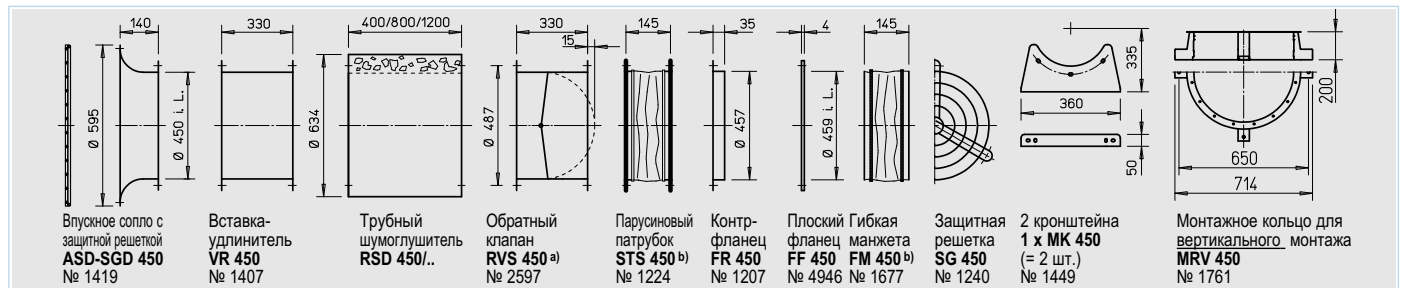 140
330
400/800/1200
330
15
145
35
4
145
Ø 595
Ø 450 i. L.
Ø 634
Ø 487
Ø 457
Ø 459 i. L.
360
335
50
200
650
714
Впускное сопло с
защитной решеткой
ASD-SGD 450
№ 1419
Вставка-
удлинитель
VR 450
№ 1407
Трубный
шумоглушитель
RSD 450/..
Обратный
клапан
RVS 450 a)
№ 2597
Парусиновый
патрубок
STS 450 b)
№ 1224
Контр-
фланец
FR 450
№ 1207
Плоский
фланец
FF 450
№ 4946
Гибкая
манжета
FM 450 b)
№ 1677
Защитная
решетка
SG 450
№ 1240
2 кронштейна
1 x MK 450
(= 2 шт.)
№ 1449
Монтажное кольцо для
вертикального монтажа
MRV 450
№ 1761